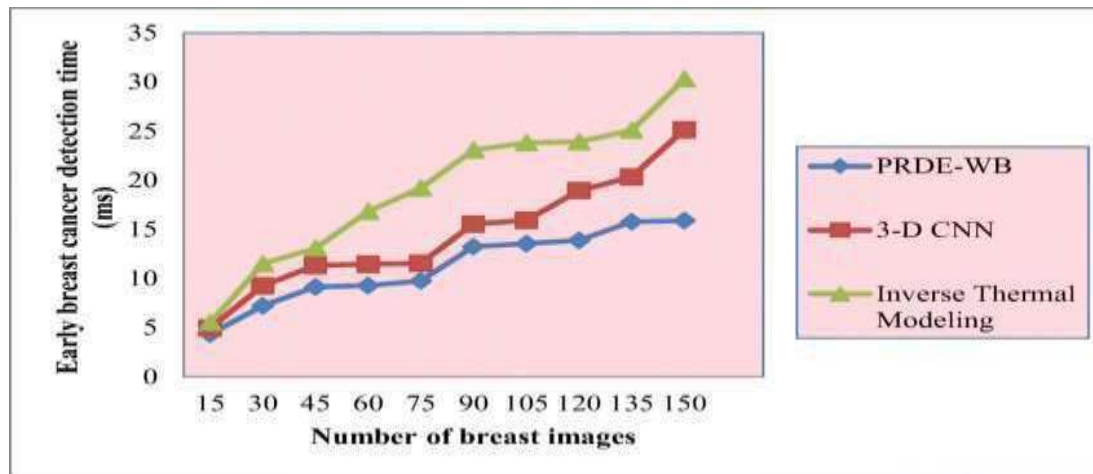 Early breast cancer detection time
(ms)
35
30
25
20
15
10
5
0
15 30 45 60 75 90 105 120 135 150
Number of breast images
PRDE-WB
3-D CNN
Inverse Thermal
Modeling